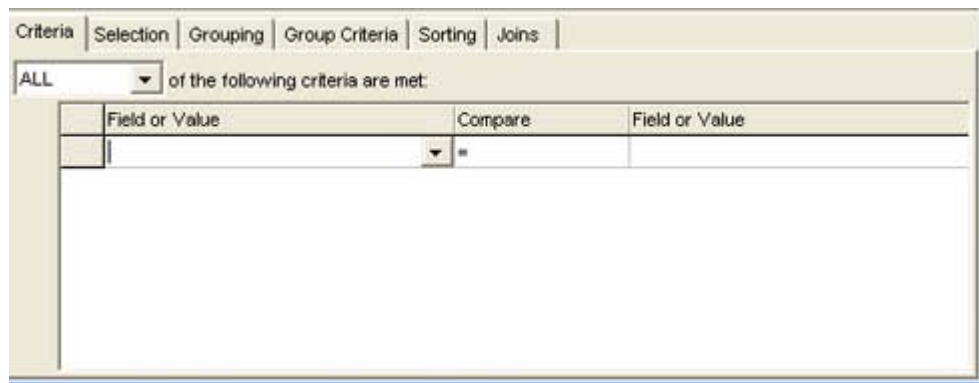 Criteria Selection Grouping Group Criteria Sorting Joins
ALL of the following criteria are met:
Field or Value Compare Field or Value
=